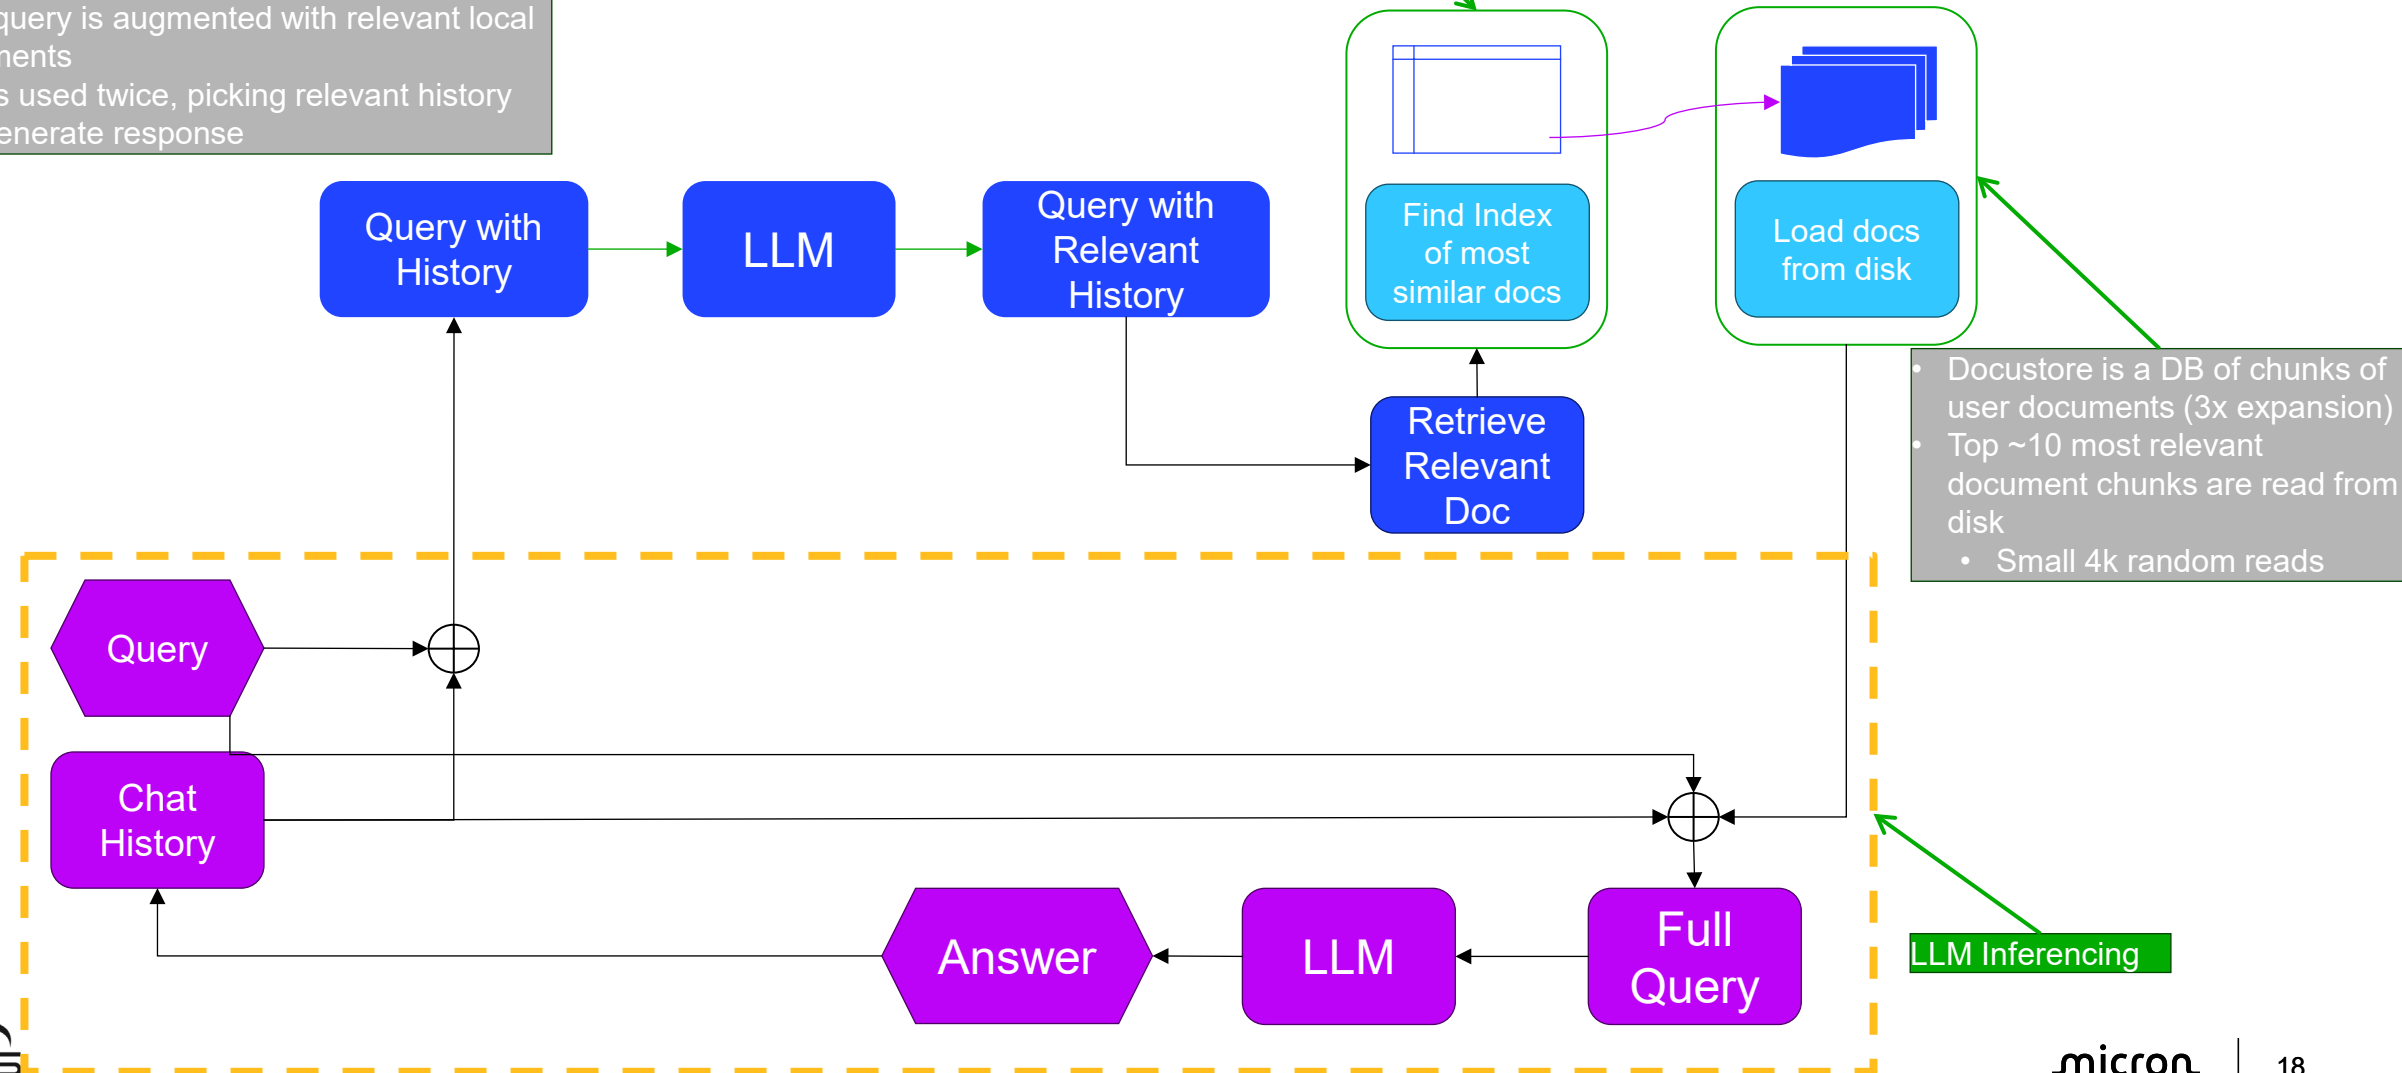 query is augmented with relevant local
ments
s used twice, picking relevant history
enerate response
Query with
History
LLM
Query with
Relevant
History
Find Index
of most
similar docs
Load docs
from disk
Retrieve
Relevant
Doc
• Docustore is a DB of chunks of
user documents (3x expansion)
• Top ~10 most relevant
document chunks are read from
disk
• Small 4k random reads
Query
Chat
History
Answer
LLM
Full
Query
LLM Inferencing
micron
18